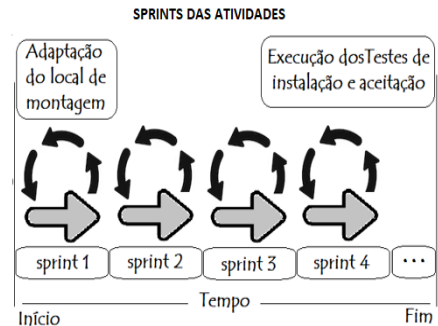 SPRINTS DAS ATIVIDADES
Adaptação
do local de
montagem
Execução dosTestes de
instalação e aceitação
sprint 1
sprint 2
sprint 3
sprint 4
...
Tempo
Início
Fim